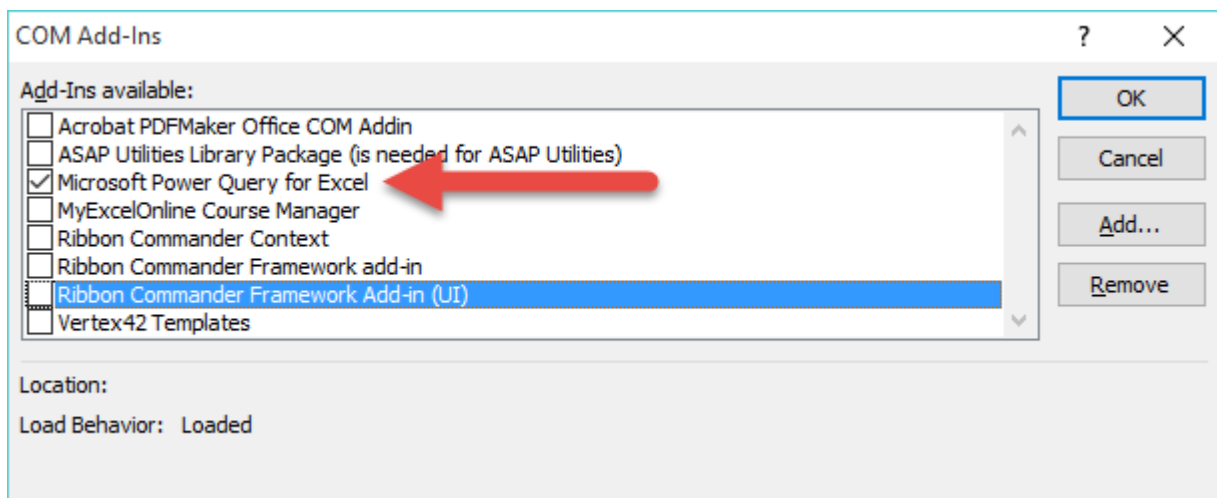 COM Add-Ins
?
Add-Ins available:
Acrobat PDFMaker Office COM Addin
ASAP Utilities Library Package (is needed for ASAP Utilities)
Microsoft Power Query for Excel
MyExcelOnline Course Manager
Ribbon Commander Context
Ribbon Commander Framework add-in
Ribbon Commander Framework Add-in (UI)
Vertex42 Templates
OK
Cancel
Add...
Remove
Location:
Load Behavior: Loaded